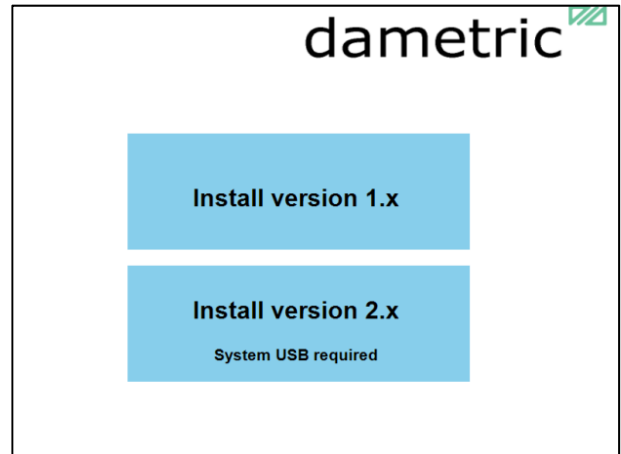 dametric
Install version 1.x
Install version 2.x
System USB required